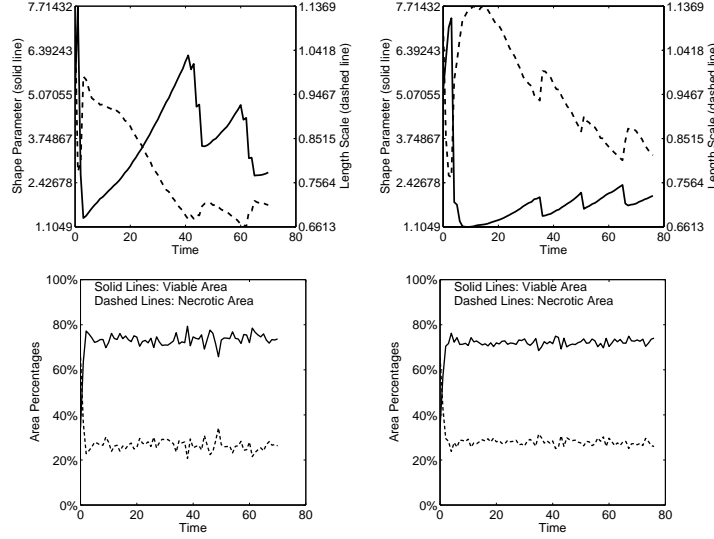 7.71432
6.39243
5.07055
3.74867
2.42678
1.1049
Shape Parameter (solid line)
1.1369
1.0418
0.9467
0.8515
0.7564
0.6613
Length Scale (dashed line)
0 20 40 60 80
Time
7.71432
6.39243
5.07055
3.74867
2.42678
1.1049
Shape Parameter (solid line)
1.1369
1.0418
0.9467
0.8515
0.7564
0.6613
Length Scale (dashed line)
0 20 40 60 80
Time
100%
80%
60%
40%
20%
0%
Area Percentages
Solid Lines: Viable Area
Dashed Lines: Necrotic Area
0 20 40 60 80
Time
100%
80%
60%
40%
20%
0%
Area Percentages
Solid Lines: Viable Area
Dashed Lines: Necrotic Area
0 20 40 60 80
Time